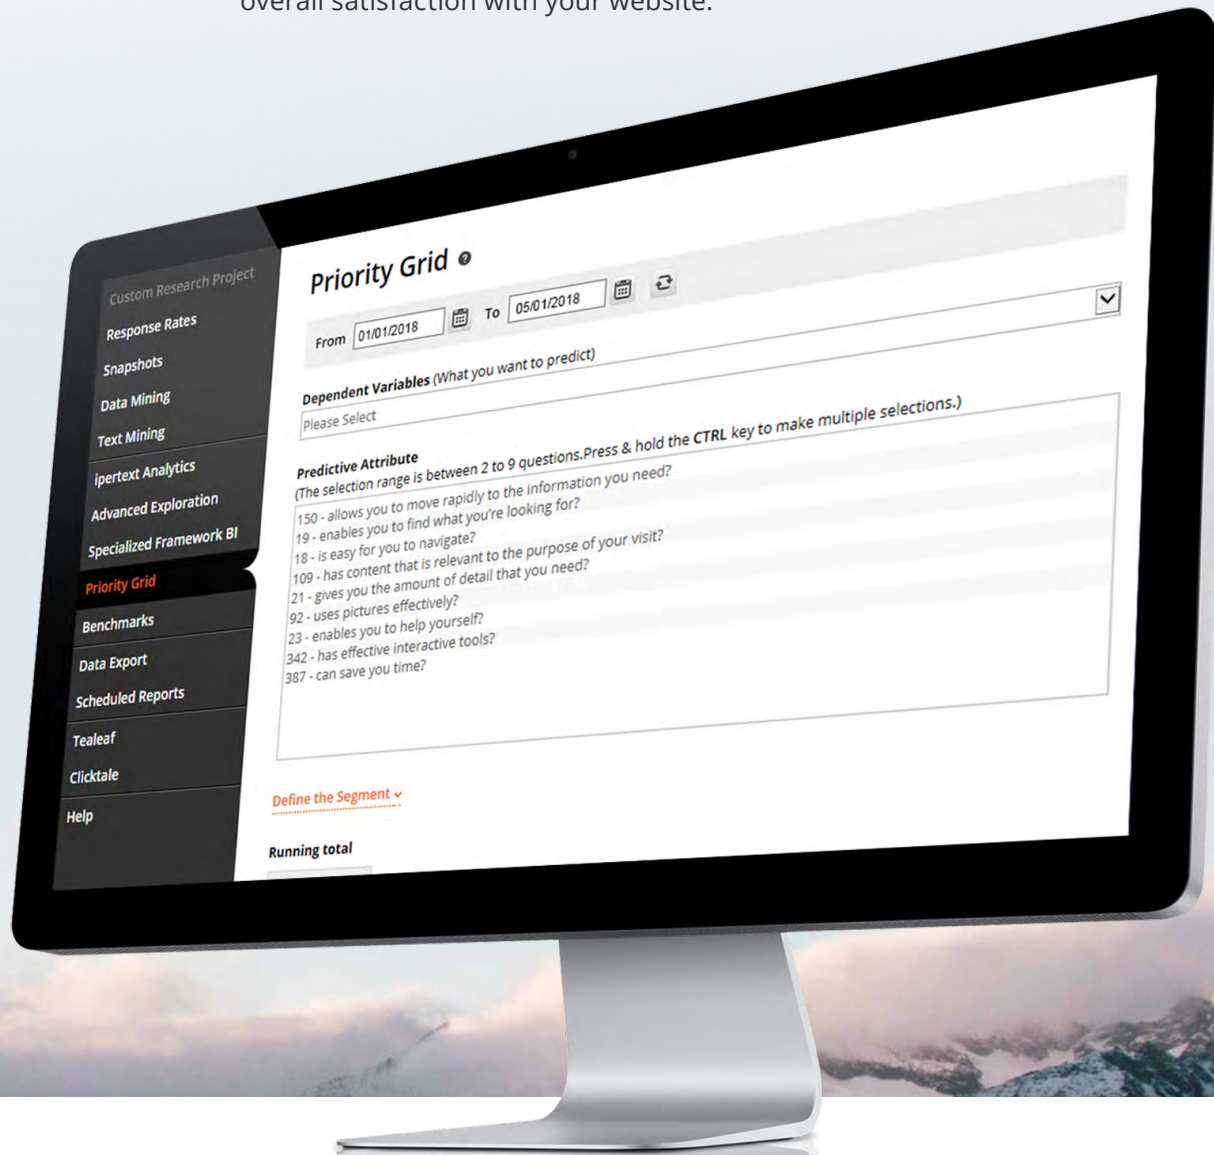 overall satisfaction with your website.
Custom Research Project
Response Rates
Snapshots
Data Mining
Text Mining
ipertext Analytics
Advanced Exploration
Specialized Framework BI
Priority Grid
Benchmarks
Data Export
Scheduled Reports
Tealeaf
Clicktale
Help
Priority Grid ?
From 01/01/2018 To 05/01/2018
Dependent Variables (What you want to predict)
Please Select
Predictive Attribute
(The selection range is between 2 to 9 questions.Press & hold the CTRL key to make multiple selections.)
150 - allows you to move rapidly to the information you need?
19 - enables you to find what you're looking for?
18 - is easy for you to navigate?
109 - has content that is relevant to the purpose of your visit?
21 - gives you the amount of detail that you need?
92 - uses pictures effectively?
23 - enables you to help yourself?
342 - has effective interactive tools?
387 - can save you time?
Define the Segment
Running total